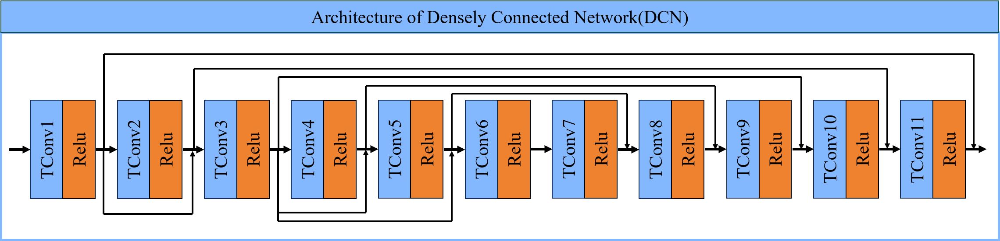 Architecture of Densely Connected Network(DCN)
TConv1
Relu
TConv2
Relu
TConv3
Relu
TConv4
Relu
TConv5
Relu
TConv6
Relu
TConv7
Relu
TConv8
Relu
TConv9
Relu
TConv10
Relu
TConv11
Relu